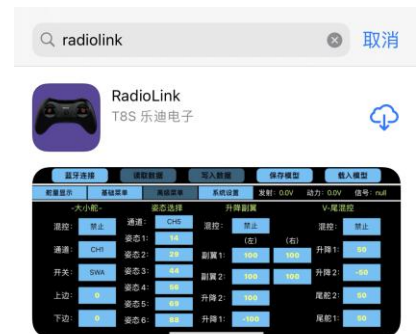 radiolink 取消
RadioLink
T8S 乐迪电子
蓝牙连接 读取数据 写入数据 保存模型 载入模型
舵量显示 基础菜单 高级菜单 系统设置 发射: 0.0V 动力: 0.0V 信号: null
-大小舵- 姿态选择 升降副翼 V-尾混控
混控: 禁止 通道: CH5 混控: 禁止 混控: 禁止
姿态1: 14 (左) (右)
通道: CH1 姿态2: 29 副翼1: 100 100 升降1: 50
开关: SWA 姿态3: 44 副翼2: 100 100 升降2: -50
上边: 0 姿态4: 56 升降2: 100 尾舵2: 50
姿态5: 69
下边: 0 姿态6: 88 升降1: -100 尾舵1: 50